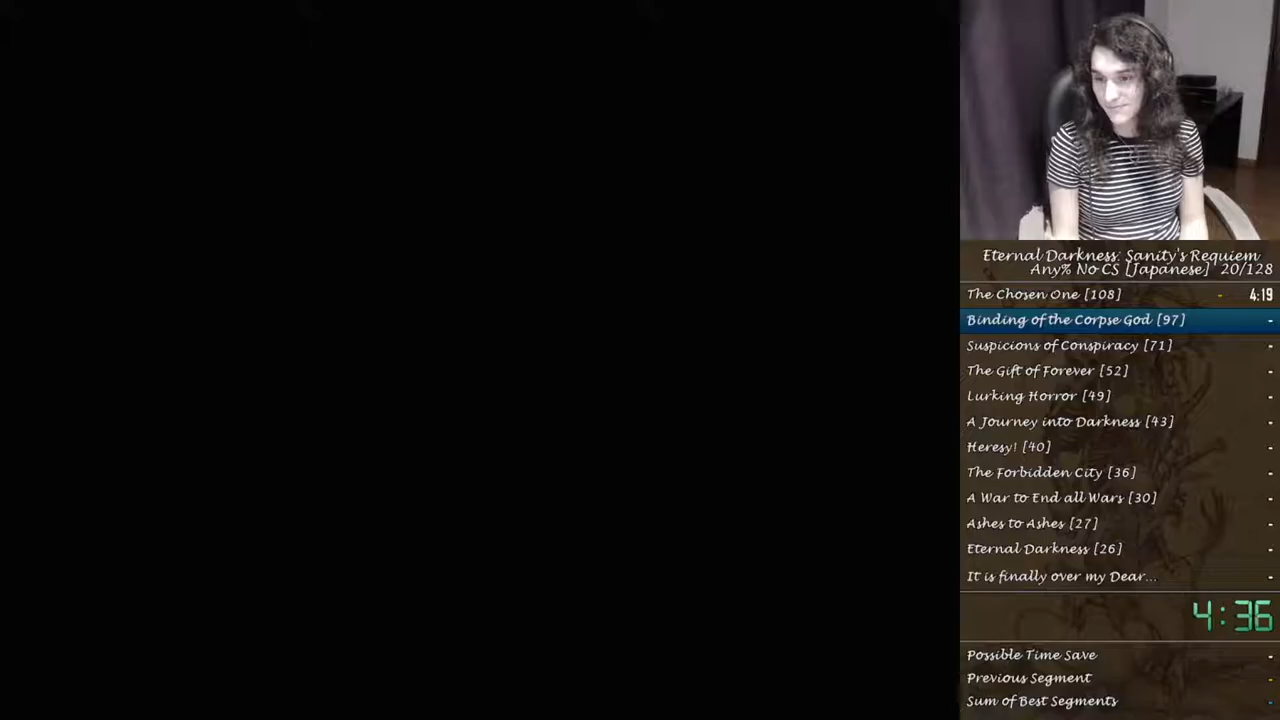 Eternal Darkness: Sanity's Requiem
Any% No CS [Japanese] 20/128
The Chosen One [108] - 4:19
Binding of the Corpse God [97] -
Suspicions of Conspiracy [71] -
The Gift of Forever [52] -
Lurking Horror [49] -
A Journey into Darkness [43] -
Heresy! [40] -
The Forbidden City [36] -
A War to End all Wars [30] -
Ashes to Ashes [27] -
Eternal Darkness [26] -
It is finally over my Dear... -
4:36
Possible Time Save -
Previous Segment -
Sum of Best Segments -